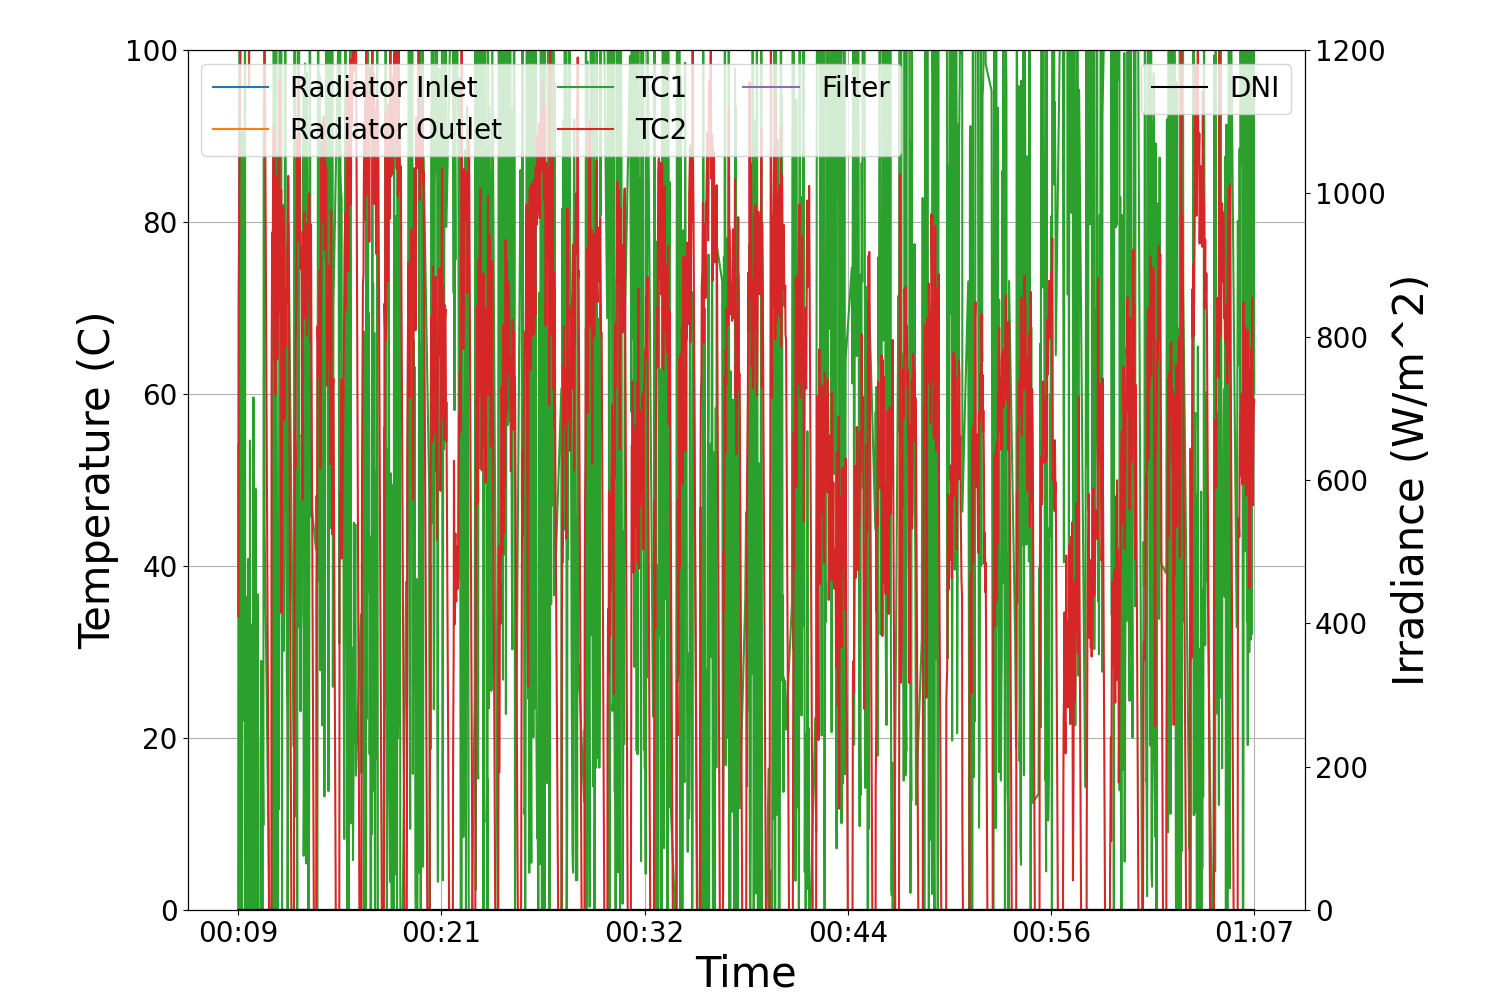 100
80
60
40
20
0
Temperature (C)
Radiator Inlet
Radiator Outlet
TC1
TC2
Filter
DNI
1200
1000
800
600
400
200
0
Irradiance (W/m^2)
00:09 00:21 00:32 00:44 00:56 01:07
Time